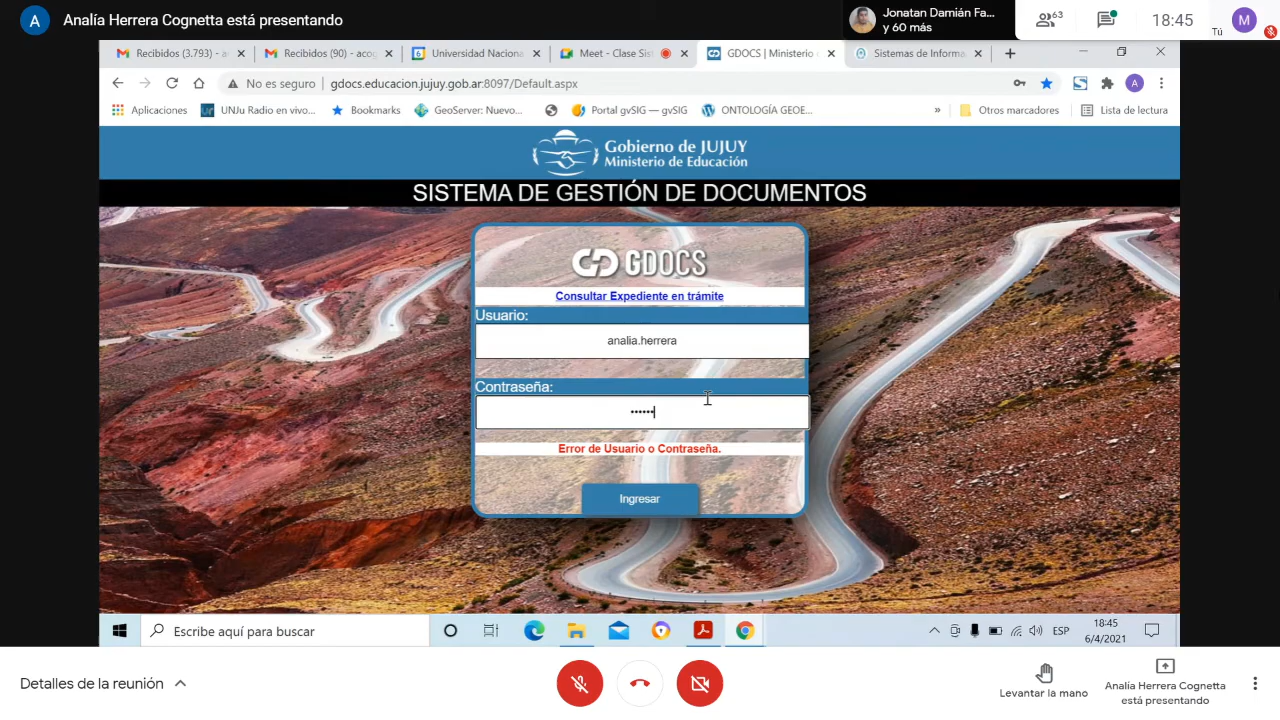 A Analía Herrera Cognetta está presentando
Jonatan Damián Fa...
y 60 más
63
18:45
Tú
M
Recibidos (3.793) - a
Recibidos (90) - acog
Universidad Naciona
Meet - Clase Sis
GDOCS | Ministerio
Sistemas de Informa
No es seguro | gdocs.educacion.jujuy.gob.ar:8097/Default.aspx
A
Aplicaciones
UNJu Radio en vivo...
Bookmarks
GeoServer: Nuevo...
Portal gvSIG — gvSIG
ONTOLOGÍA GEOE...
»
Otros marcadores
Lista de lectura
Gobierno de JUJUY
Ministerio de Educación
SISTEMA DE GESTIÓN DE DOCUMENTOS
GDOCS
Consultar Expediente en trámite
Usuario:
analia.herrera
Contraseña:
••••••
Error de Usuario o Contraseña.
Ingresar
Escribe aquí para buscar
ESP
18:45
6/4/2021
Detalles de la reunión
Levantar la mano
Analía Herrera Cognetta
está presentando